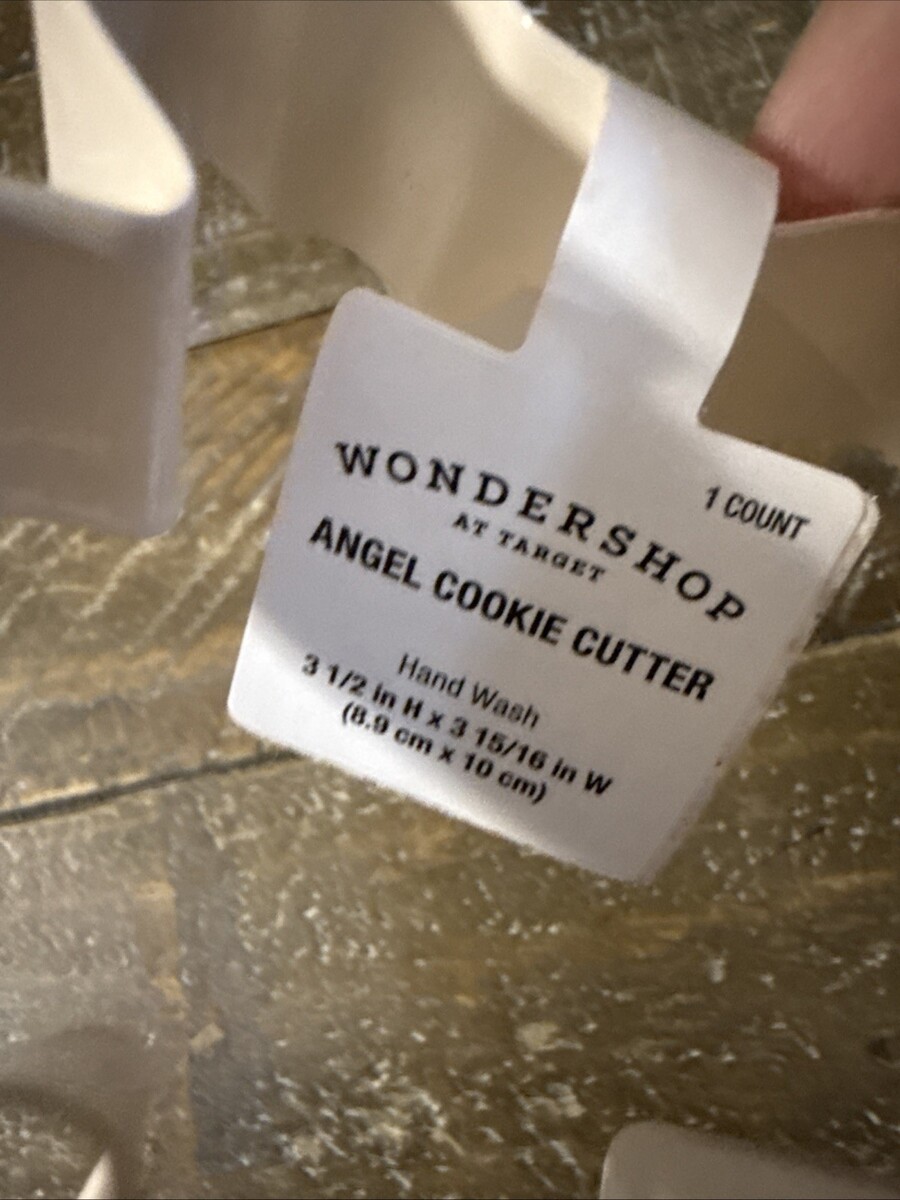 WONDERSHOP
AT TARGET
1 COUNT
ANGEL COOKIE CUTTER
Hand Wash
3 1/2 in H x 3 15/16 in W
(8.9 cm x 10 cm)